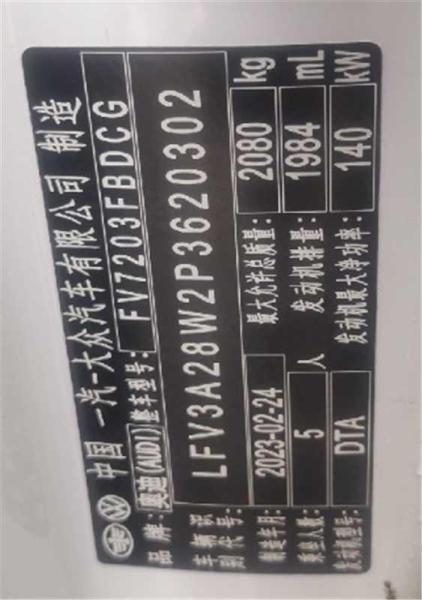 中国 一汽-大众汽车有限公司 制造
品牌: 奥迪(AUDI) 整车型号: FV7203FBDCG
车辆识别代号: LFV3A28W2P3620302
制造年月: 2023-02-24 最大允许总质量: 2080 kg
乘坐人数: 5 人 发动机排量: 1984 mL
发动机型号: DTA 发动机最大净功率: 140 kW